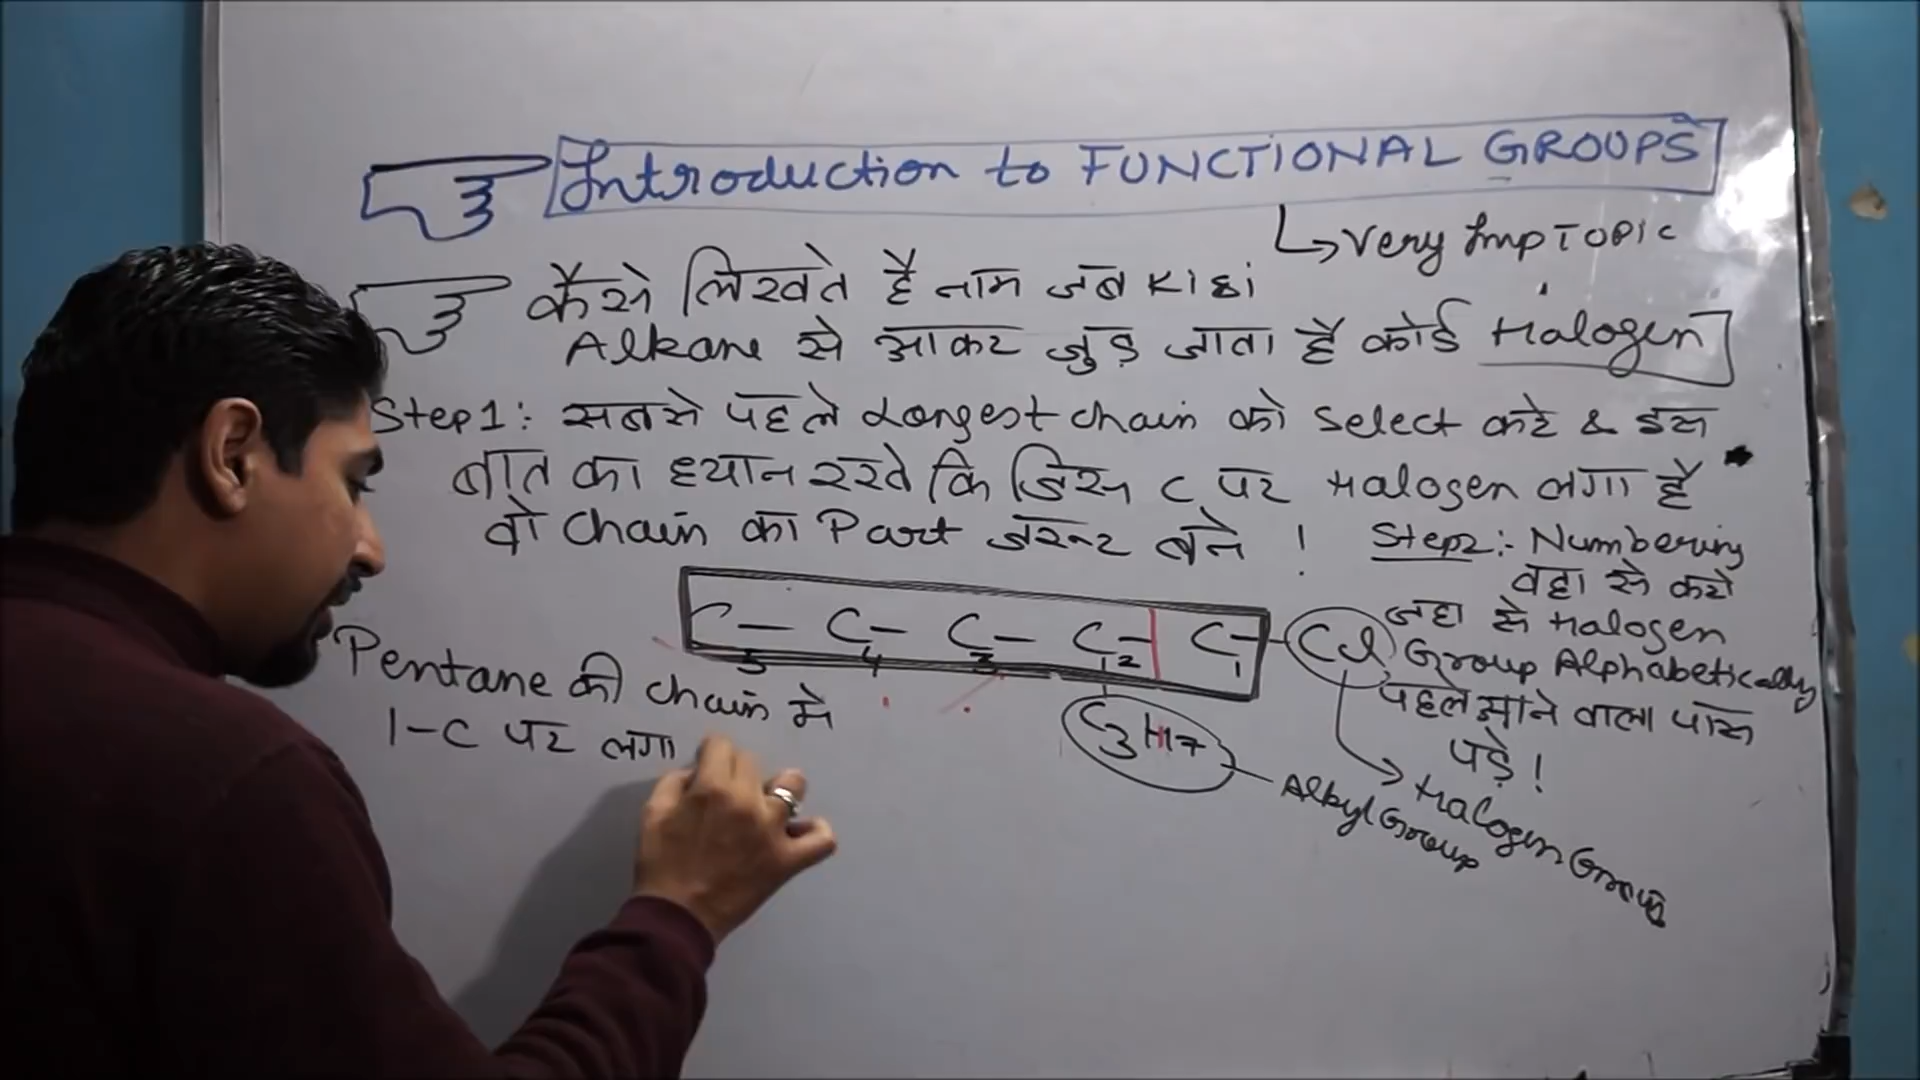 Introduction to FUNCTIONAL GROUPS
Very Imp TOPIC
कैसे लिखते है नाम जब Kisi
Alkane से आकर जुड़ जाता है कोई Halogen
Step1: सबसे पहले Longest chain को Select करे & इस
बात का ध्यान रखे कि जिस C पर Halogen लगा है
वो chain का Part जरूर बने !
Step2:- Numbering
वहा से करो
जहा से Halogen
Group Alphabetically
पहले आने वाला पास
पड़े !
C - C - C - C - C - Cl
5 4 3 2 1
C3H7
Alkyl Group
Halogen Group
Pentane की chain मे
1-C पर लगा